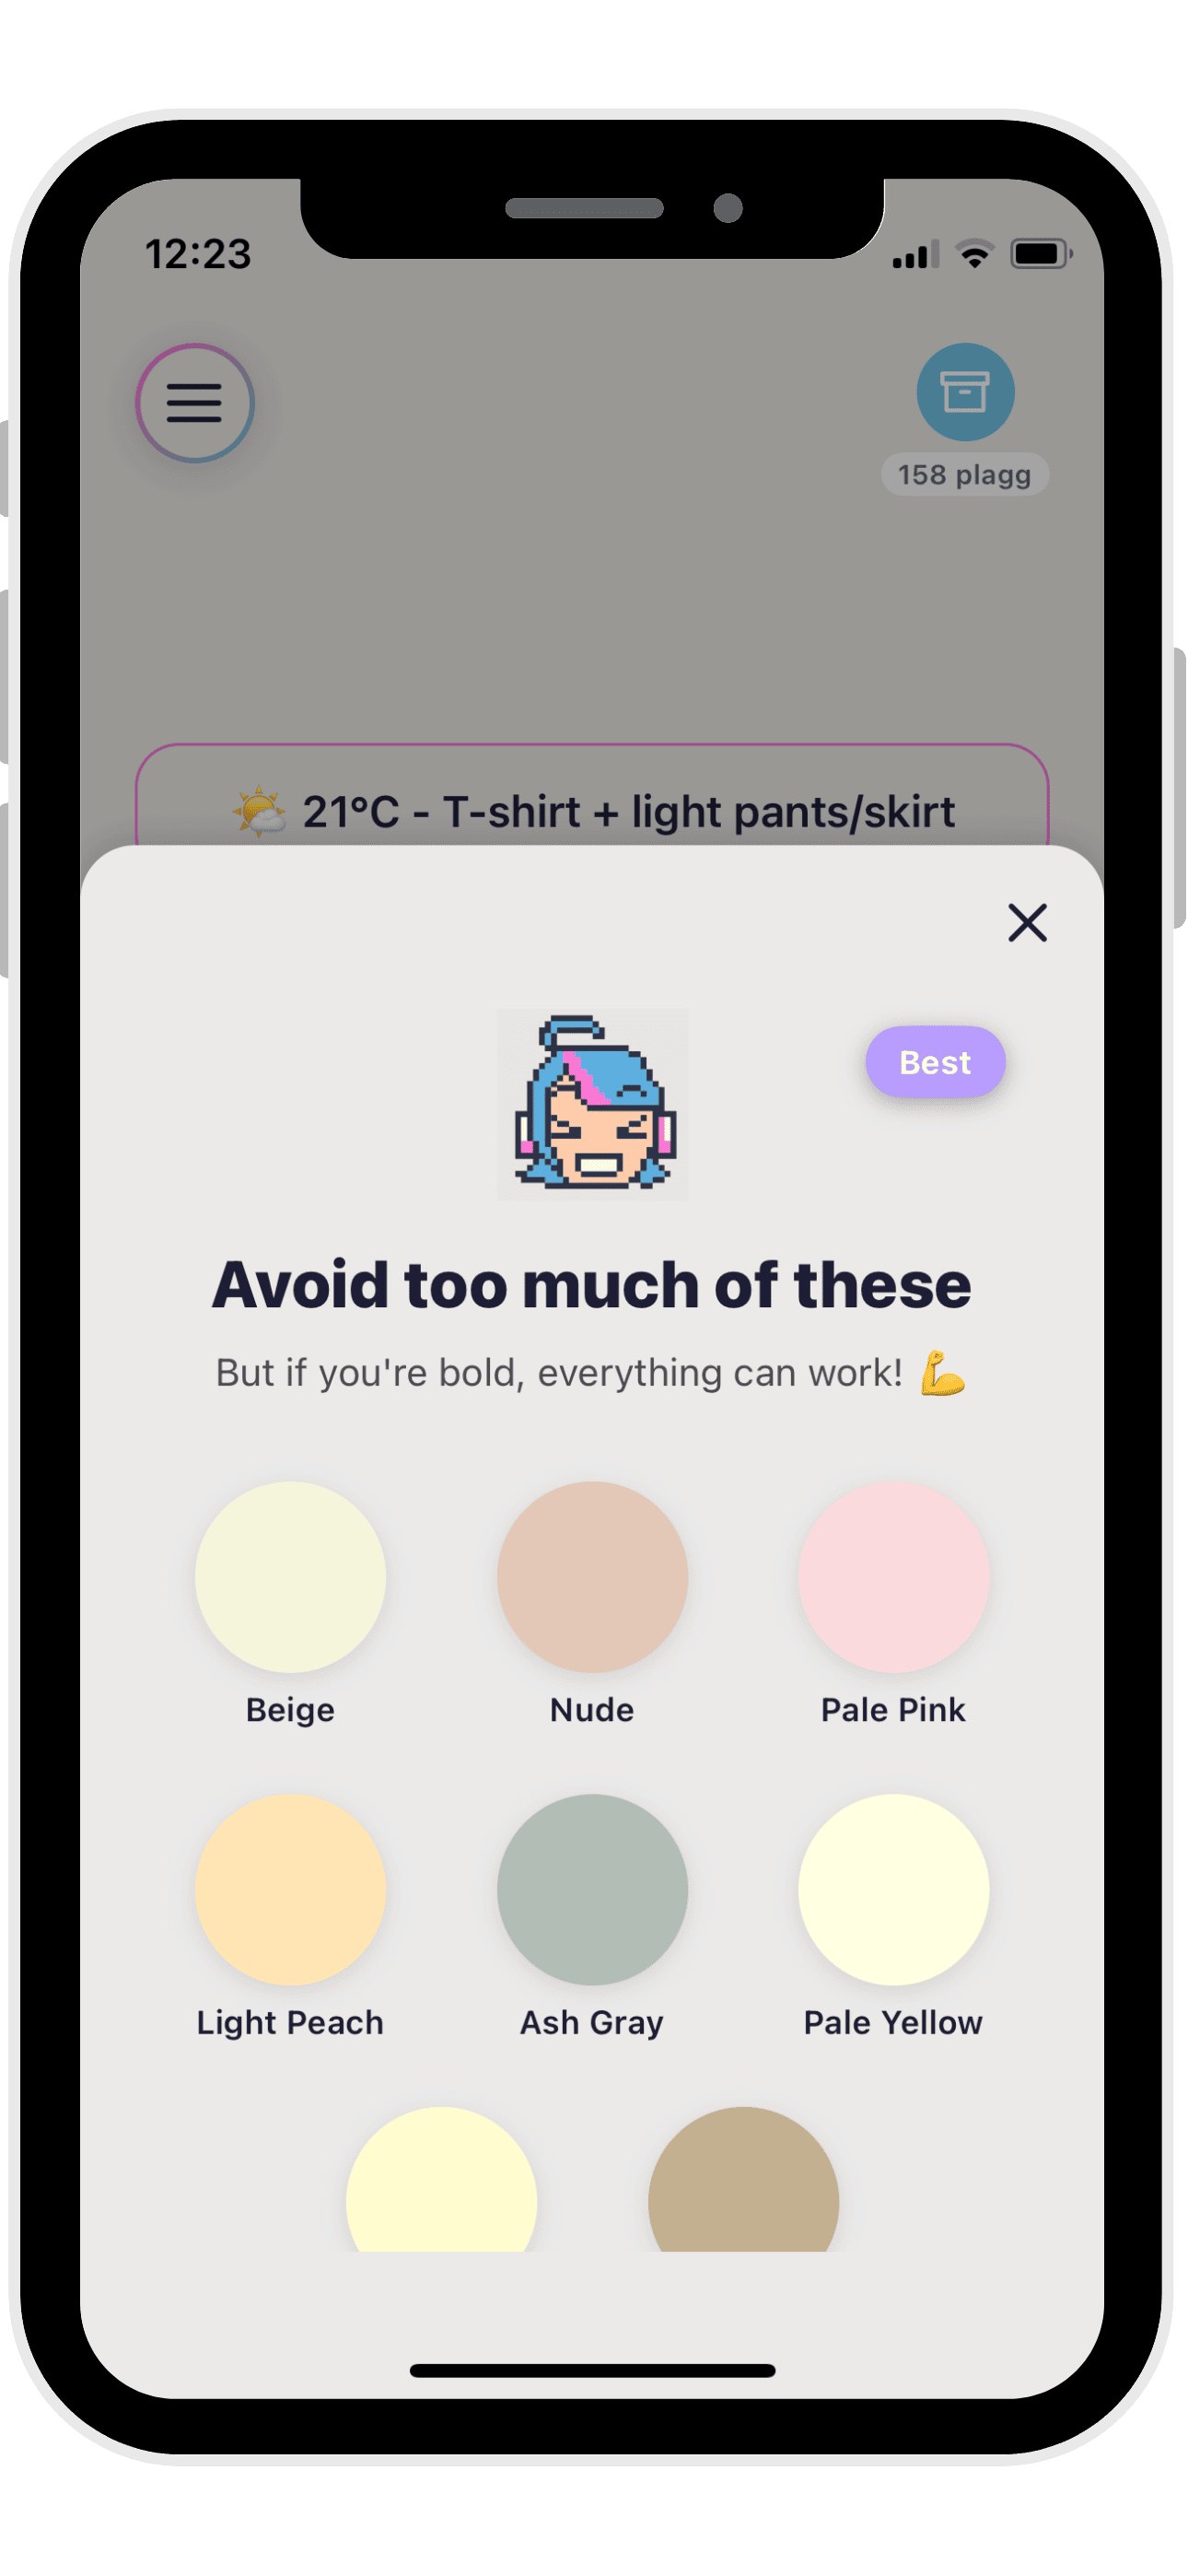 12:23
158 plagg
🌤️ 21°C - T-shirt + light pants/skirt
Best
Avoid too much of these
But if you're bold, everything can work! 💪
Beige
Nude
Pale Pink
Light Peach
Ash Gray
Pale Yellow